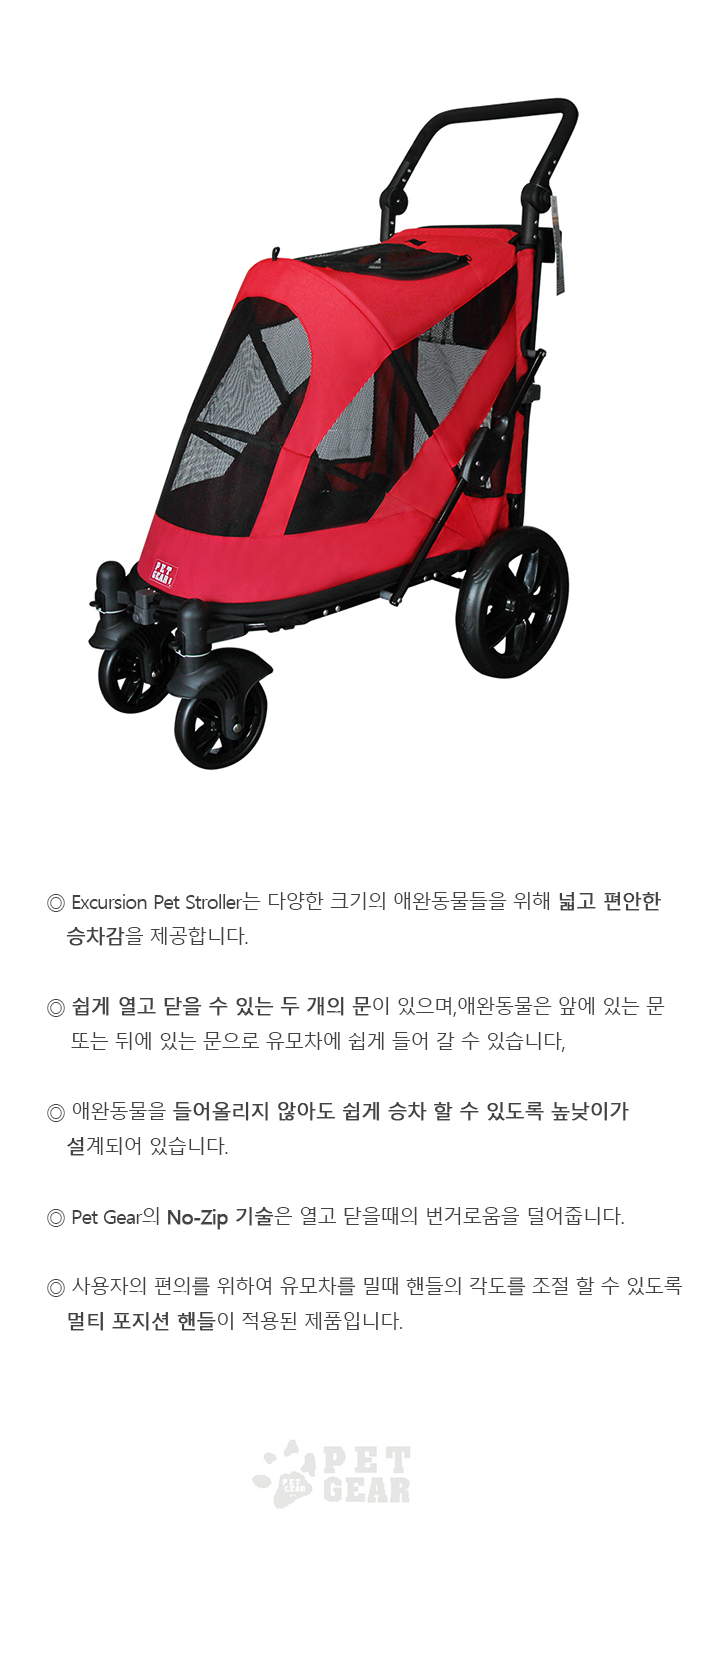 PET
GEAR
◎ Excursion Pet Stroller는 다양한 크기의 애완동물들을 위해 넓고 편안한
승차감을 제공합니다.
◎ 쉽게 열고 닫을 수 있는 두 개의 문이 있으며,애완동물은 앞에 있는 문
또는 뒤에 있는 문으로 유모차에 쉽게 들어 갈 수 있습니다,
◎ 애완동물을 들어올리지 않아도 쉽게 승차 할 수 있도록 높낮이가
설계되어 있습니다.
◎ Pet Gear의 No-Zip 기술은 열고 닫을때의 번거로움을 덜어줍니다.
◎ 사용자의 편의를 위하여 유모차를 밀때 핸들의 각도를 조절 할 수 있도록
멀티 포지션 핸들이 적용된 제품입니다.
PET
GEAR
PET
GEAR